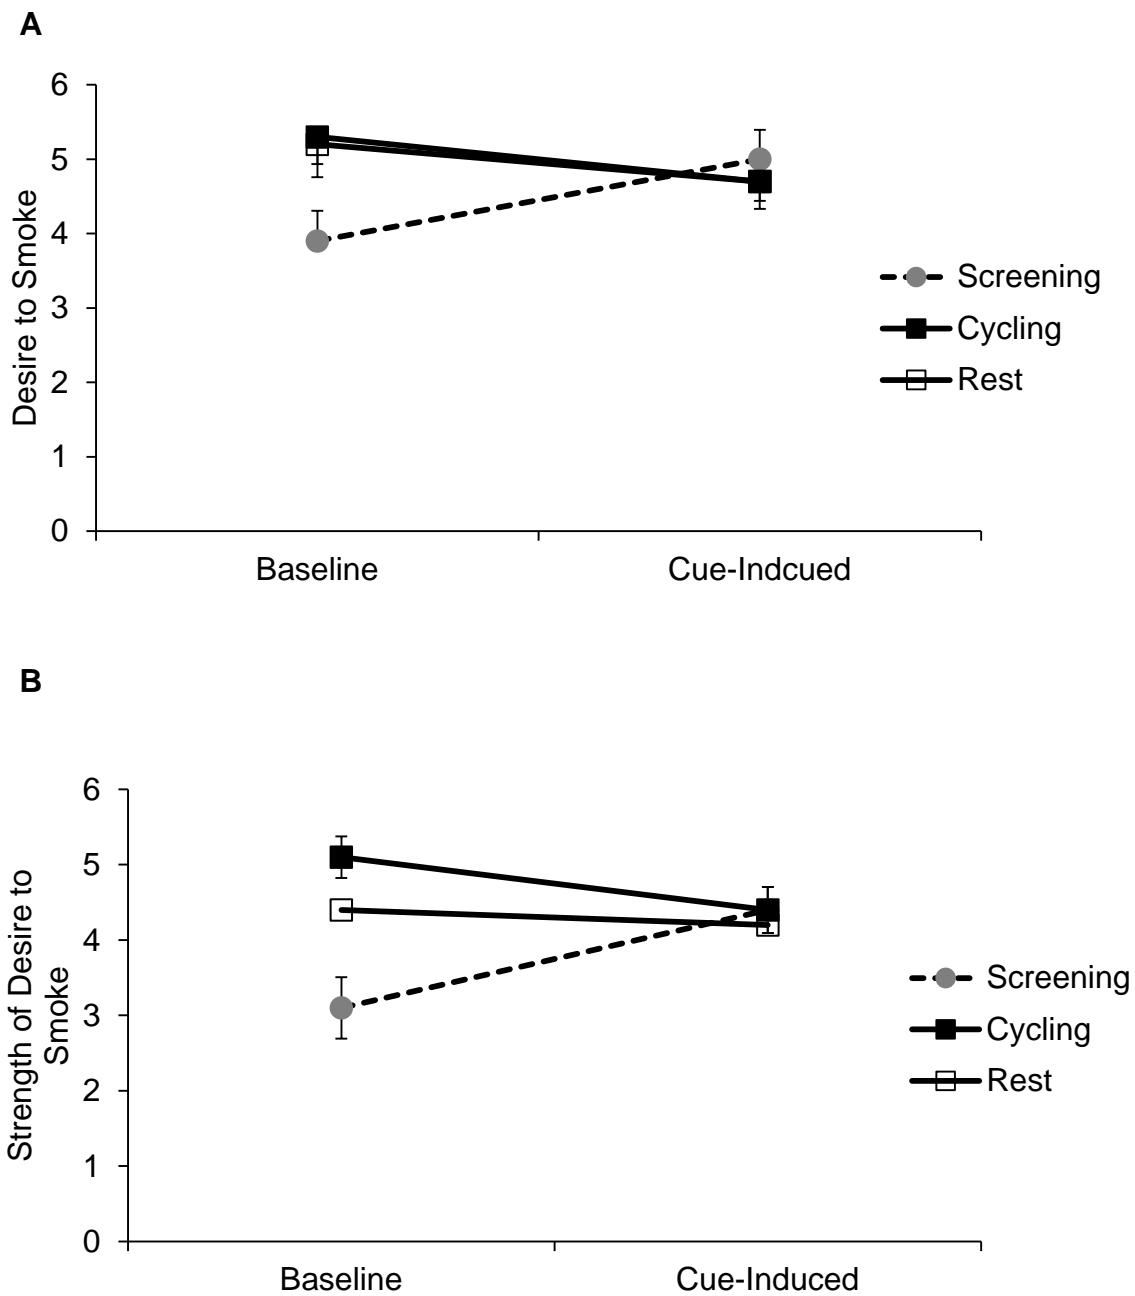 A
6
5
4
3
2
1
0
Desire to Smoke
Baseline
Cue-Indcued
Screening
Cycling
Rest
B
6
5
4
3
2
1
0
Strength of Desire to
Smoke
Baseline
Cue-Induced
Screening
Cycling
Rest